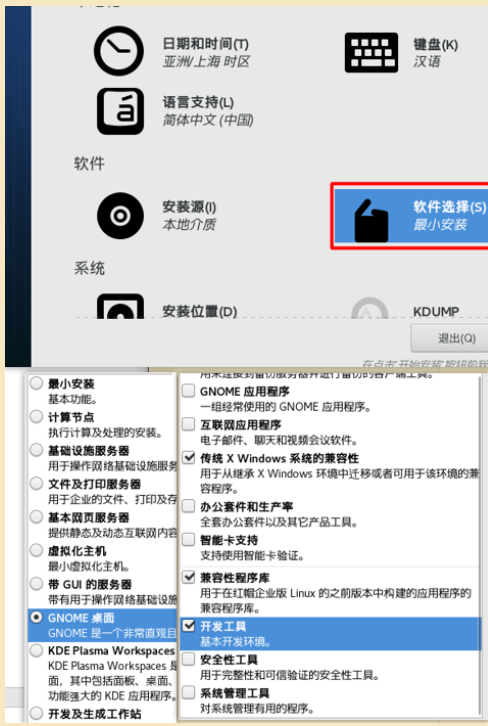 日期和时间(T)
亚洲/上海 时区
键盘(K)
汉语
语言支持(L)
简体中文 (中国)
软件
安装源(I)
本地介质
软件选择(S)
最小安装
系统
安装位置(D)
KDUMP
退出(Q)
在点击'开始安装'按钮前我
最小安装
基本功能。
计算节点
执行计算及处理的安装。
基础设施服务器
用于操作网络基础设施服务
文件及打印服务器
用于企业的文件、打印及存
基本网页服务器
提供静态及动态互联网内容
虚拟化主机
最小虚拟化主机。
带 GUI 的服务器
带有用于操作网络基础设施
GNOME 桌面
GNOME 是一个非常直观且
KDE Plasma Workspaces
KDE Plasma Workspaces 是
面，其中包括面板、桌面、
功能强大的 KDE 应用程序。
开发及生成工作站
用来连接到备份服务器并进行备份的客户端工具。
GNOME 应用程序
一组经常使用的 GNOME 应用程序。
互联网应用程序
电子邮件、聊天和视频会议软件。
传统 X Windows 系统的兼容性
用于从继承 X Windows 环境中迁移或者可用于该环境的兼
容程序。
办公套件和生产率
全套办公套件以及其它产品工具。
智能卡支持
支持使用智能卡验证。
兼容性程序库
用于在红帽企业版 Linux 的之前版本中构建的应用程序的
兼容程序库。
开发工具
基本开发环境。
安全性工具
用于完整性和可信验证的安全性工具。
系统管理工具
对系统管理有用的程序。